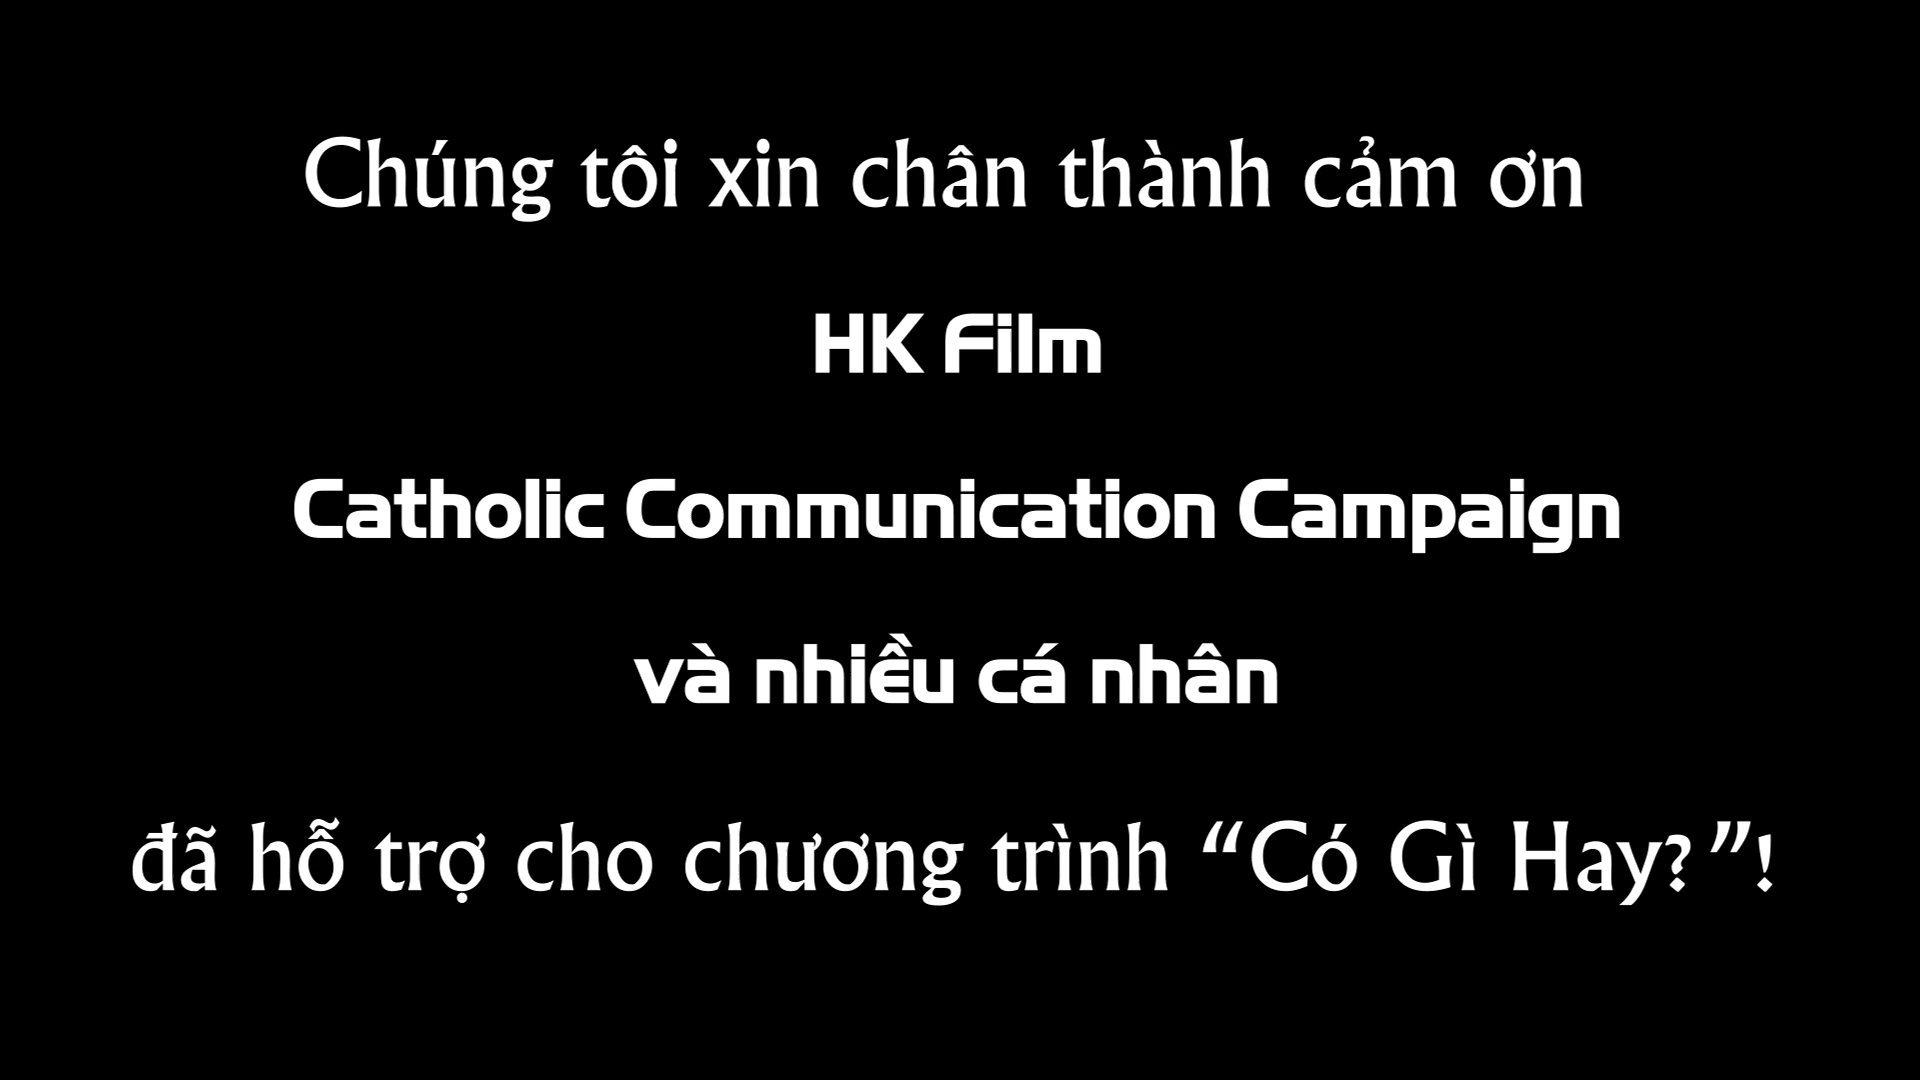 Chúng tôi xin chân thành cảm ơn
HK Film
Catholic Communication Campaign
và nhiều cá nhân
đã hỗ trợ cho chương trình “Có Gì Hay?”!